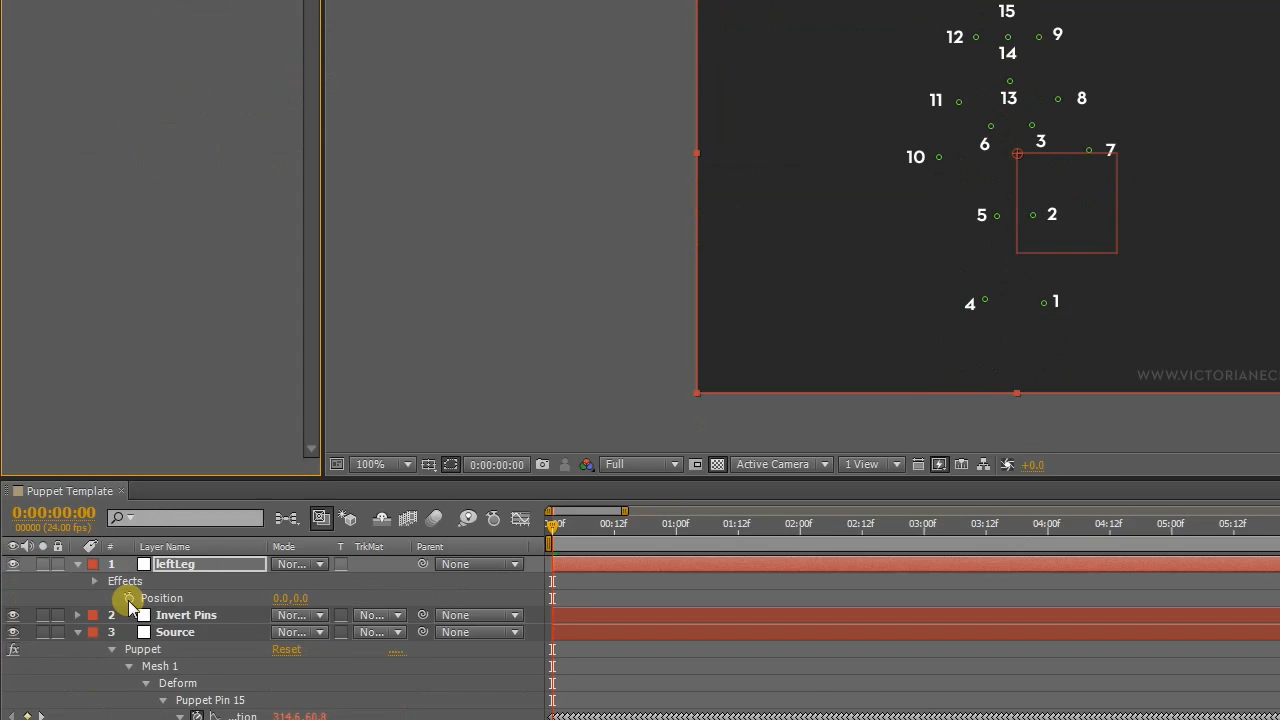 15
12 9
14
11 13 8
6 3 7
10
5 2
4 1
WWW.VICTORIANEC
100% 0:00:00:00 Full Active Camera 1 View +0.0
Puppet Template
0:00:00:00
00000 (24.00 fps)
00:12f 01:00f 01:12f 02:00f 02:12f 03:00f 03:12f 04:00f 04:12f 05:00f 05:12f
# Layer Name Mode T TrkMat Parent
1 leftLeg Nor... None
Effects
Position 0.0,0.0
2 Invert Pins Nor... No... None
3 Source Nor... No... None
fx Puppet Reset .....
Mesh 1
Deform
Puppet Pin 15
...tion 314.6,60.8